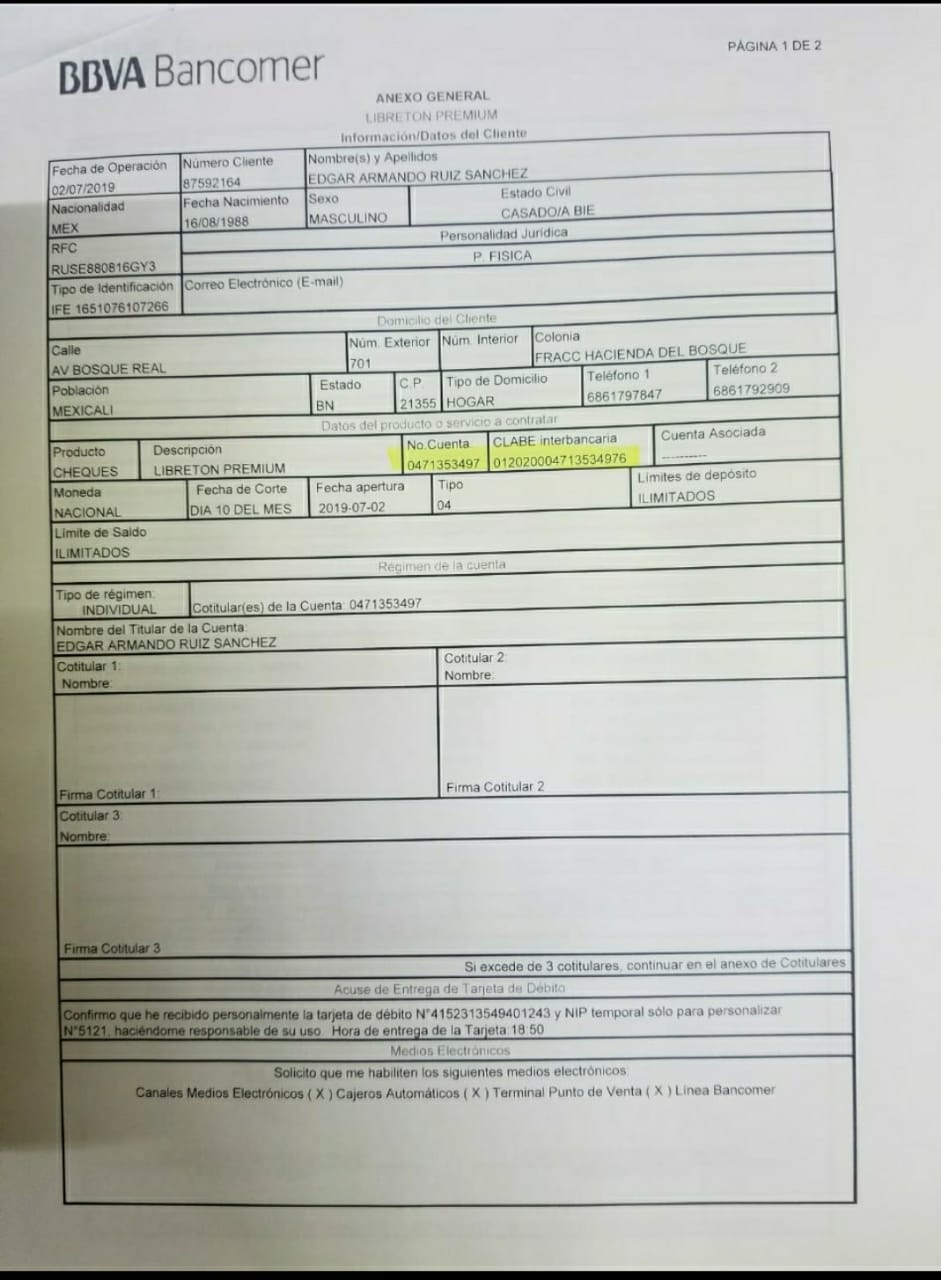 PÁGINA 1 DE 2
BBVA Bancomer
ANEXO GENERAL
LIBRETON PREMIUM
Información/Datos del Cliente
Fecha de Operación Número Cliente Nombre(s) y Apellidos
02/07/2019 87592164 EDGAR ARMANDO RUIZ SANCHEZ
Nacionalidad Fecha Nacimiento Sexo Estado Civil
MEX 16/08/1988 MASCULINO CASADO/A BIE
RFC Personalidad Jurídica
RUSE880816GY3 P. FISICA
Tipo de Identificación Correo Electrónico (E-mail)
IFE 1651076107266
Domicilio del Cliente
Calle Núm. Exterior Núm. Interior Colonia
AV BOSQUE REAL 701 FRACC HACIENDA DEL BOSQUE
Población Estado C.P. Tipo de Domicilio Teléfono 1 Teléfono 2
MEXICALI BN 21355 HOGAR 6861797847 6861792909
Datos del producto o servicio a contratar
Producto Descripción No.Cuenta CLABE interbancaria Cuenta Asociada
CHEQUES LIBRETON PREMIUM 0471353497 012020004713534976 ----------
Moneda Fecha de Corte Fecha apertura Tipo Límites de depósito
NACIONAL DIA 10 DEL MES 2019-07-02 04 ILIMITADOS
Límite de Saldo
ILIMITADOS
Régimen de la cuenta
Tipo de régimen:
INDIVIDUAL Cotitular(es) de la Cuenta: 0471353497
Nombre del Titular de la Cuenta:
EDGAR ARMANDO RUIZ SANCHEZ
Cotitular 1: Cotitular 2:
Nombre: Nombre:
Firma Cotitular 1: Firma Cotitular 2
Cotitular 3:
Nombre:
Firma Cotitular 3
Si excede de 3 cotitulares, continuar en el anexo de Cotitulares
Acuse de Entrega de Tarjeta de Débito
Confirmo que he recibido personalmente la tarjeta de débito N°4152313549401243 y NIP temporal sólo para personalizar
N°5121, haciéndome responsable de su uso. Hora de entrega de la Tarjeta:18:50
Medios Electrónicos
Solicito que me habiliten los siguientes medios electrónicos:
Canales Medios Electrónicos ( X ) Cajeros Automáticos ( X ) Terminal Punto de Venta ( X ) Línea Bancomer